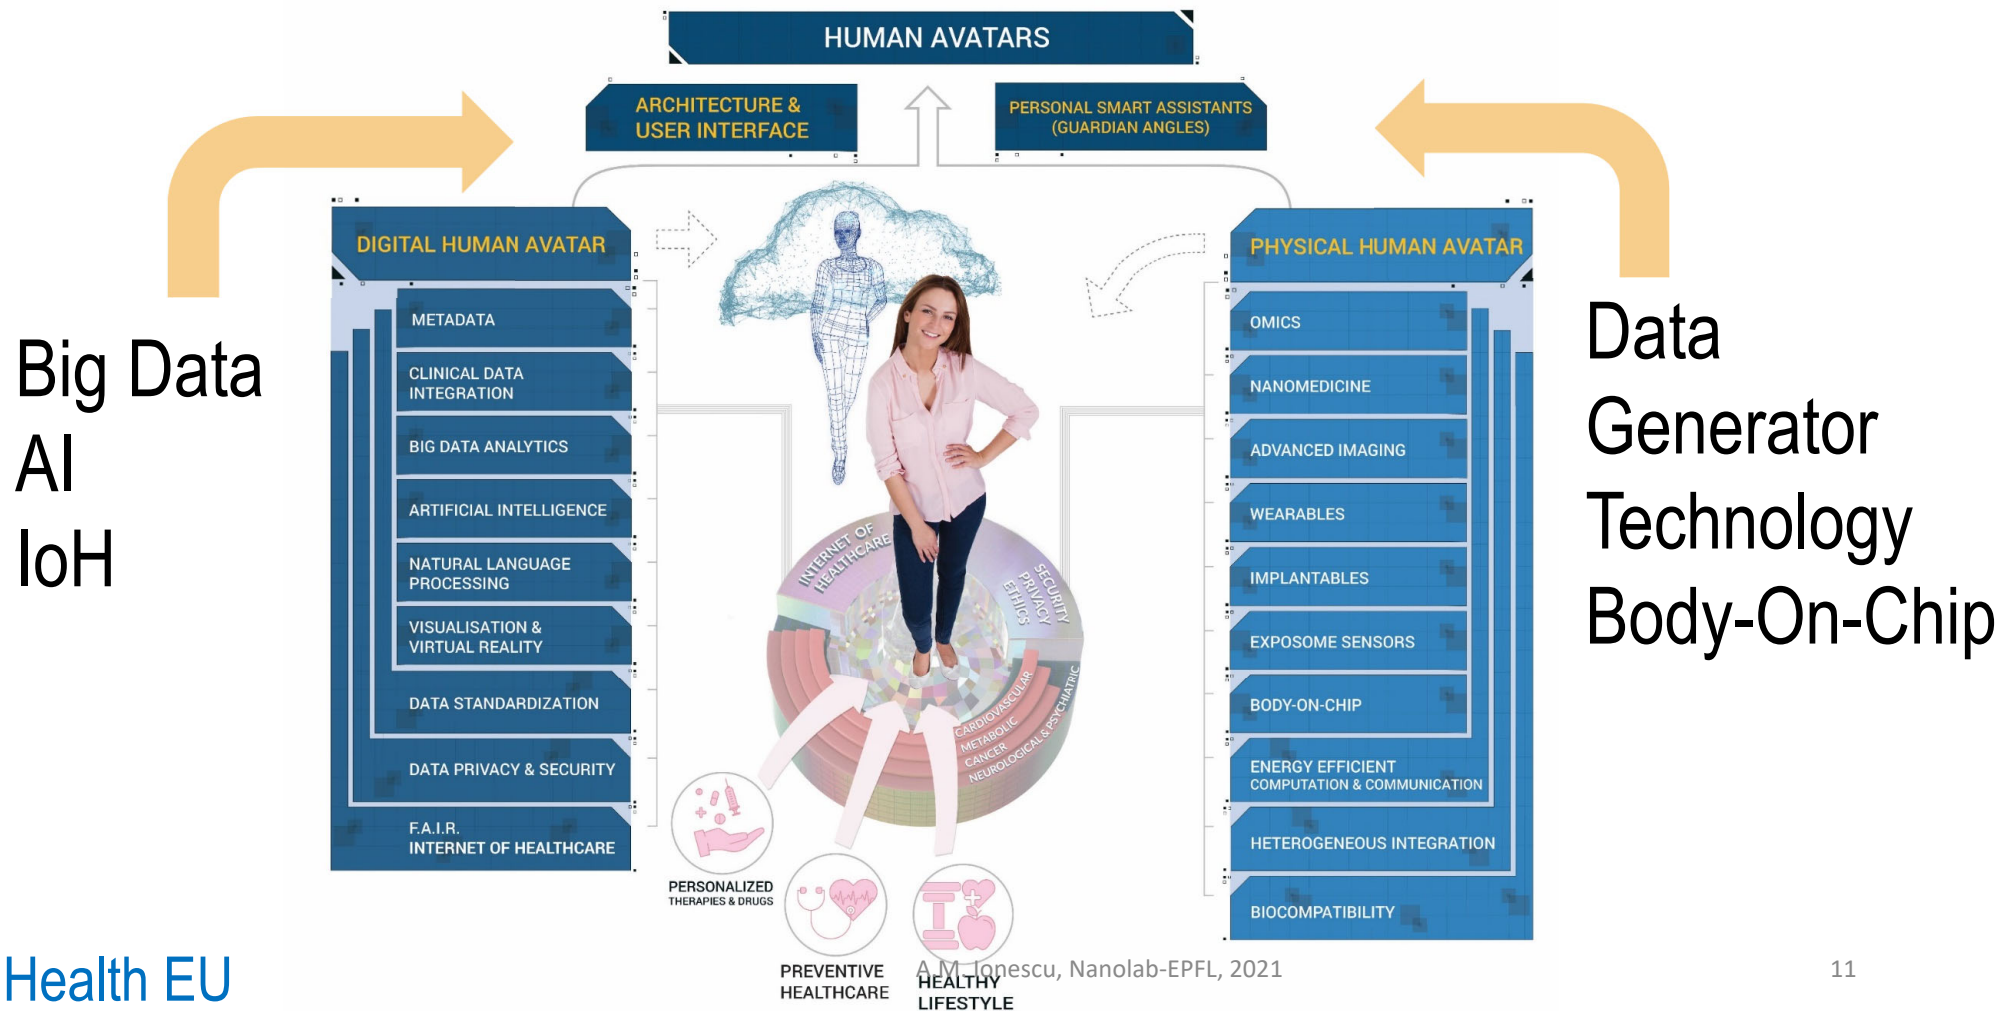 HUMAN AVATARS
ARCHITECTURE &
USER INTERFACE
PERSONAL SMART ASSISTANTS
(GUARDIAN ANGLES)
Big Data
AI
IoH
DIGITAL HUMAN AVATAR
METADATA
CLINICAL DATA
INTEGRATION
BIG DATA ANALYTICS
ARTIFICIAL INTELLIGENCE
NATURAL LANGUAGE
PROCESSING
VISUALISATION &
VIRTUAL REALITY
DATA STANDARDIZATION
DATA PRIVACY & SECURITY
F.A.I.R.
INTERNET OF HEALTHCARE
INTERNET OF
HEALTHCARE
SECURITY
PRIVACY
ETHICS
CARDIOVASCULAR
METABOLIC
CANCER
NEUROLOGICAL & PSYCHIATRIC
PERSONALIZED
THERAPIES & DRUGS
PREVENTIVE
HEALTHCARE
HEALTHY
LIFESTYLE
PHYSICAL HUMAN AVATAR
OMICS
NANOMEDICINE
ADVANCED IMAGING
WEARABLES
IMPLANTABLES
EXPOSOME SENSORS
BODY-ON-CHIP
ENERGY EFFICIENT
COMPUTATION & COMMUNICATION
HETEROGENEOUS INTEGRATION
BIOCOMPATIBILITY
Data
Generator
Technology
Body-On-Chip
Health EU
A.M. Ionescu, Nanolab-EPFL, 2021
11